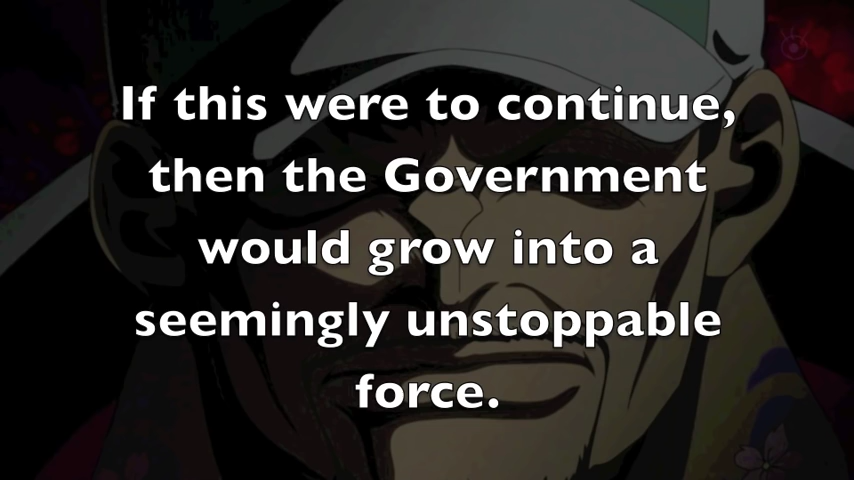 If this were to continue,
then the Government
would grow into a
seemingly unstoppable
force.